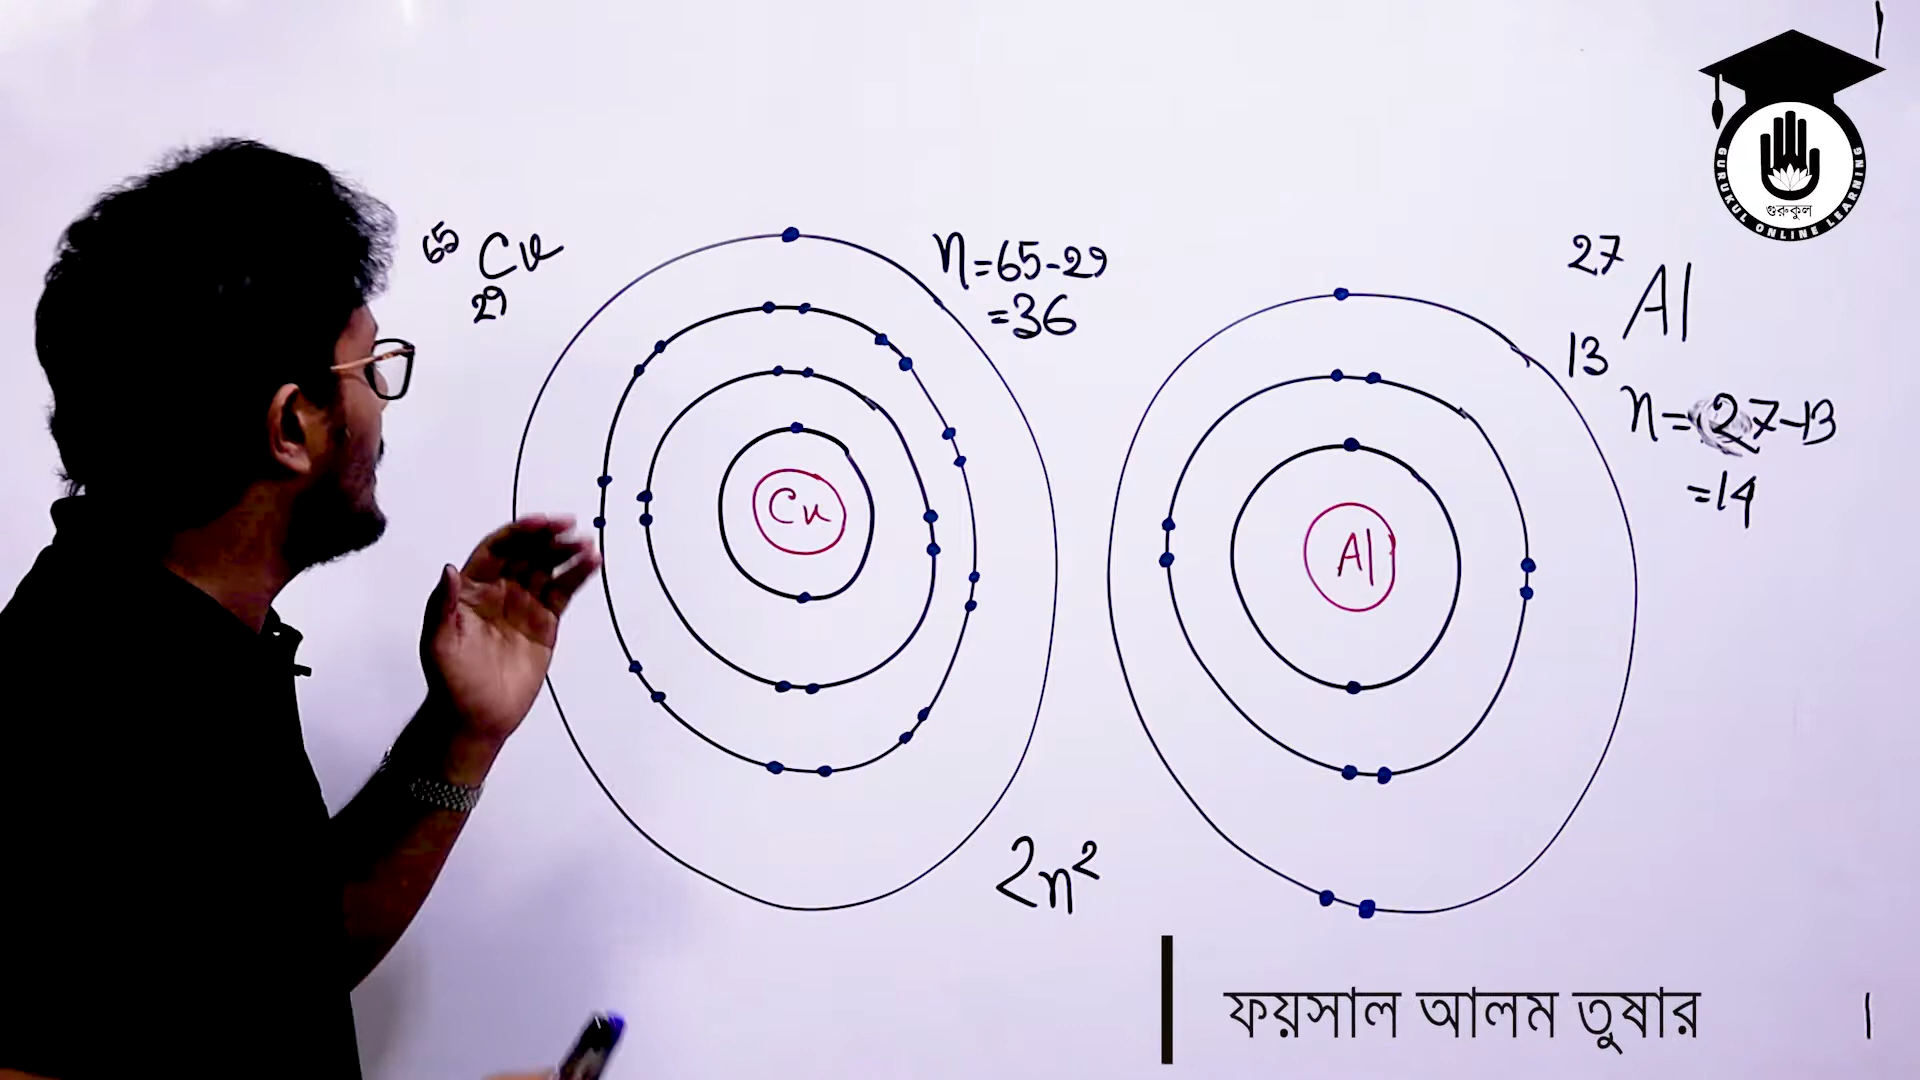 65
Cu
29
n=65-29
=36
Cu
27
Al
13
n=27-13
=14
Al
2n²
GURUKUL ONLINE LEARNING
গুরুকুল
ফয়সাল আলম তুষার